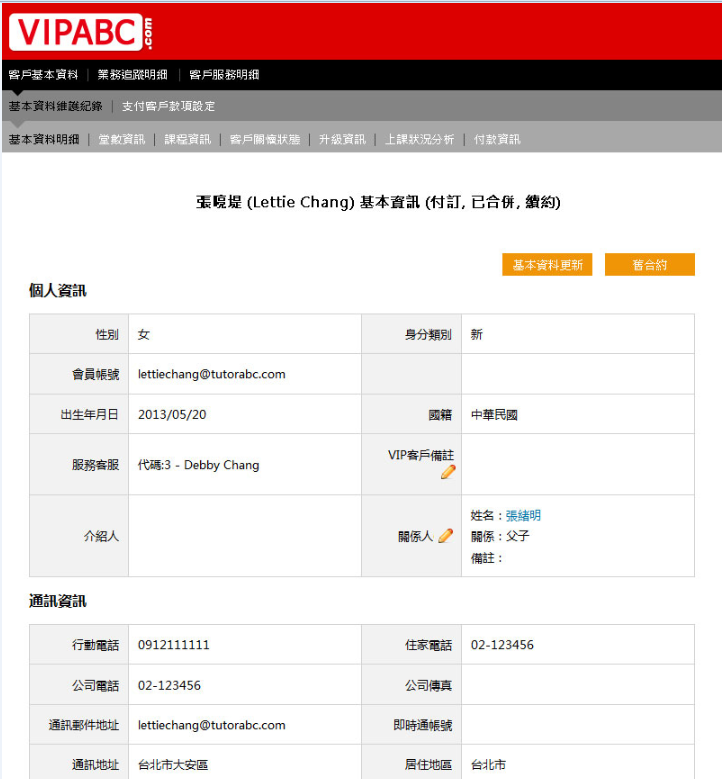 VIPABC.com
客戶基本資料 | 業務追蹤明細 | 客戶服務明細
基本資料維護紀錄 | 支付客戶款項設定
基本資料明細 | 堂數資訊 | 課程資訊 | 客戶關懷狀態 | 升級資訊 | 上課狀況分析 | 付款資訊
張皖堤 (Lettie Chang) 基本資訊 (付訂, 已合併, 續約)
基本資料更新 舊合約
個人資訊
性別 女 身分類別 新
會員帳號 lettiechang@tutorabc.com
出生年月日 2013/05/20 國籍 中華民國
服務客服 代碼:3 - Debby Chang VIP客戶備註
介紹人 關係人 姓名：張緒明
關係：父子
備註：
通訊資訊
行動電話 0912111111 住家電話 02-123456
公司電話 02-123456 公司傳真
通訊郵件地址 lettiechang@tutorabc.com 即時通帳號
通訊地址 台北市大安區 居住地區 台北市